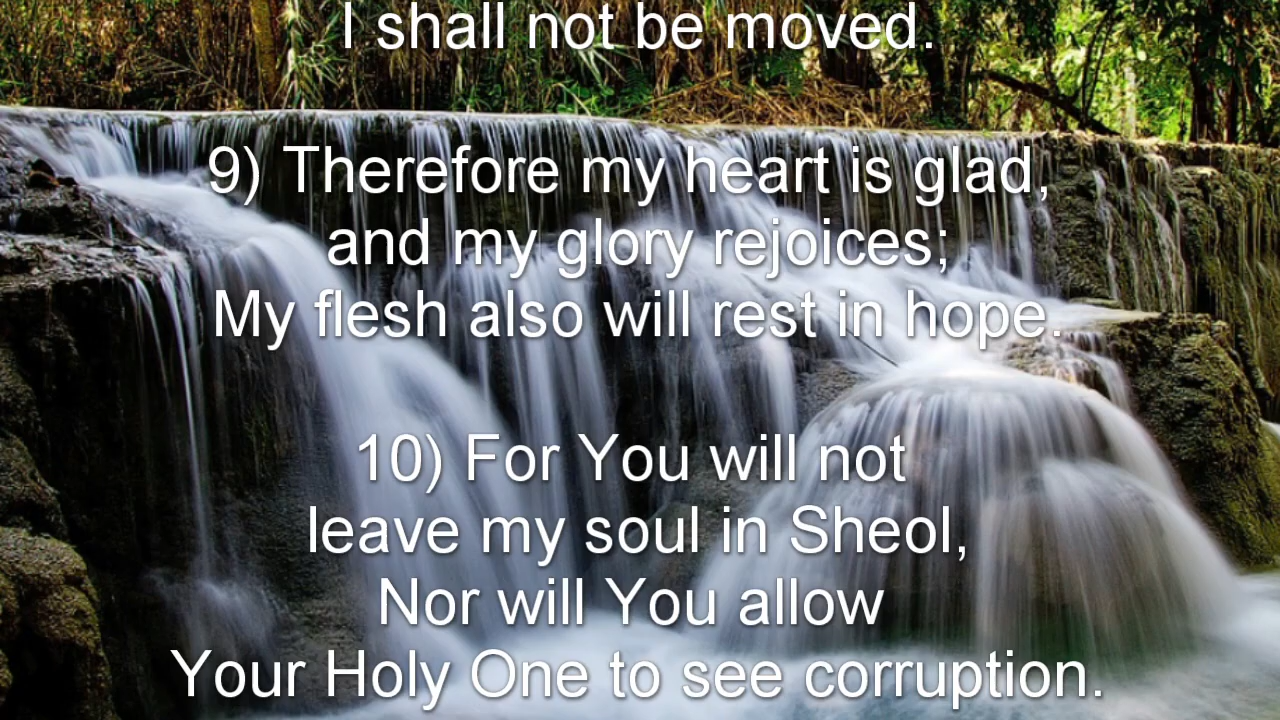 I shall not be moved.
9) Therefore my heart is glad,
and my glory rejoices;
My flesh also will rest in hope.
10) For You will not
leave my soul in Sheol,
Nor will You allow
Your Holy One to see corruption.